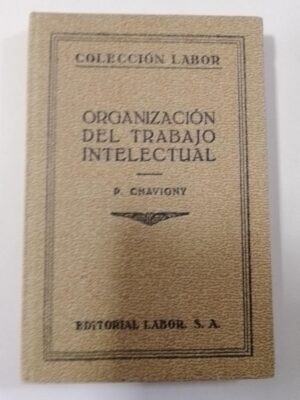 COLECCIÓN LABOR
ORGANIZACIÓN
DEL TRABAJO
INTELECTUAL
P. CHAVIGNY
EDITORIAL LABOR, S. A.